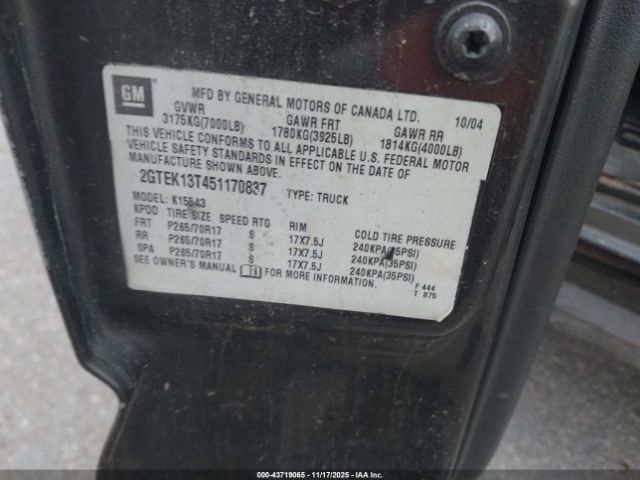 GM
MFD BY GENERAL MOTORS OF CANADA LTD. 10/04
GVWR GAWR FRT GAWR RR
3175KG(7000LB) 1780KG(3925LB) 1814KG(4000LB)
THIS VEHICLE CONFORMS TO ALL APPLICABLE U.S. FEDERAL MOTOR
VEHICLE SAFETY STANDARDS IN EFFECT ON THE DATE OF
MANUFACTURE SHOWN ABOVE.
2GTEK13T451170837 TYPE: TRUCK
MODEL: K15543
KPDD TIRE SIZE SPEED RTG RIM COLD TIRE PRESSURE
FRT P265/70R17 S 17X7.5J 240KPA(35PSI)
RR P265/70R17 S 17X7.5J 240KPA(35PSI)
SPA P265/70R17 S 17X7.5J 240KPA(35PSI)
SEE OWNER'S MANUAL FOR MORE INFORMATION.
F 444
T 875
000-43719065 - 11/17/2025 - IAAI PUBLIC AUCTION